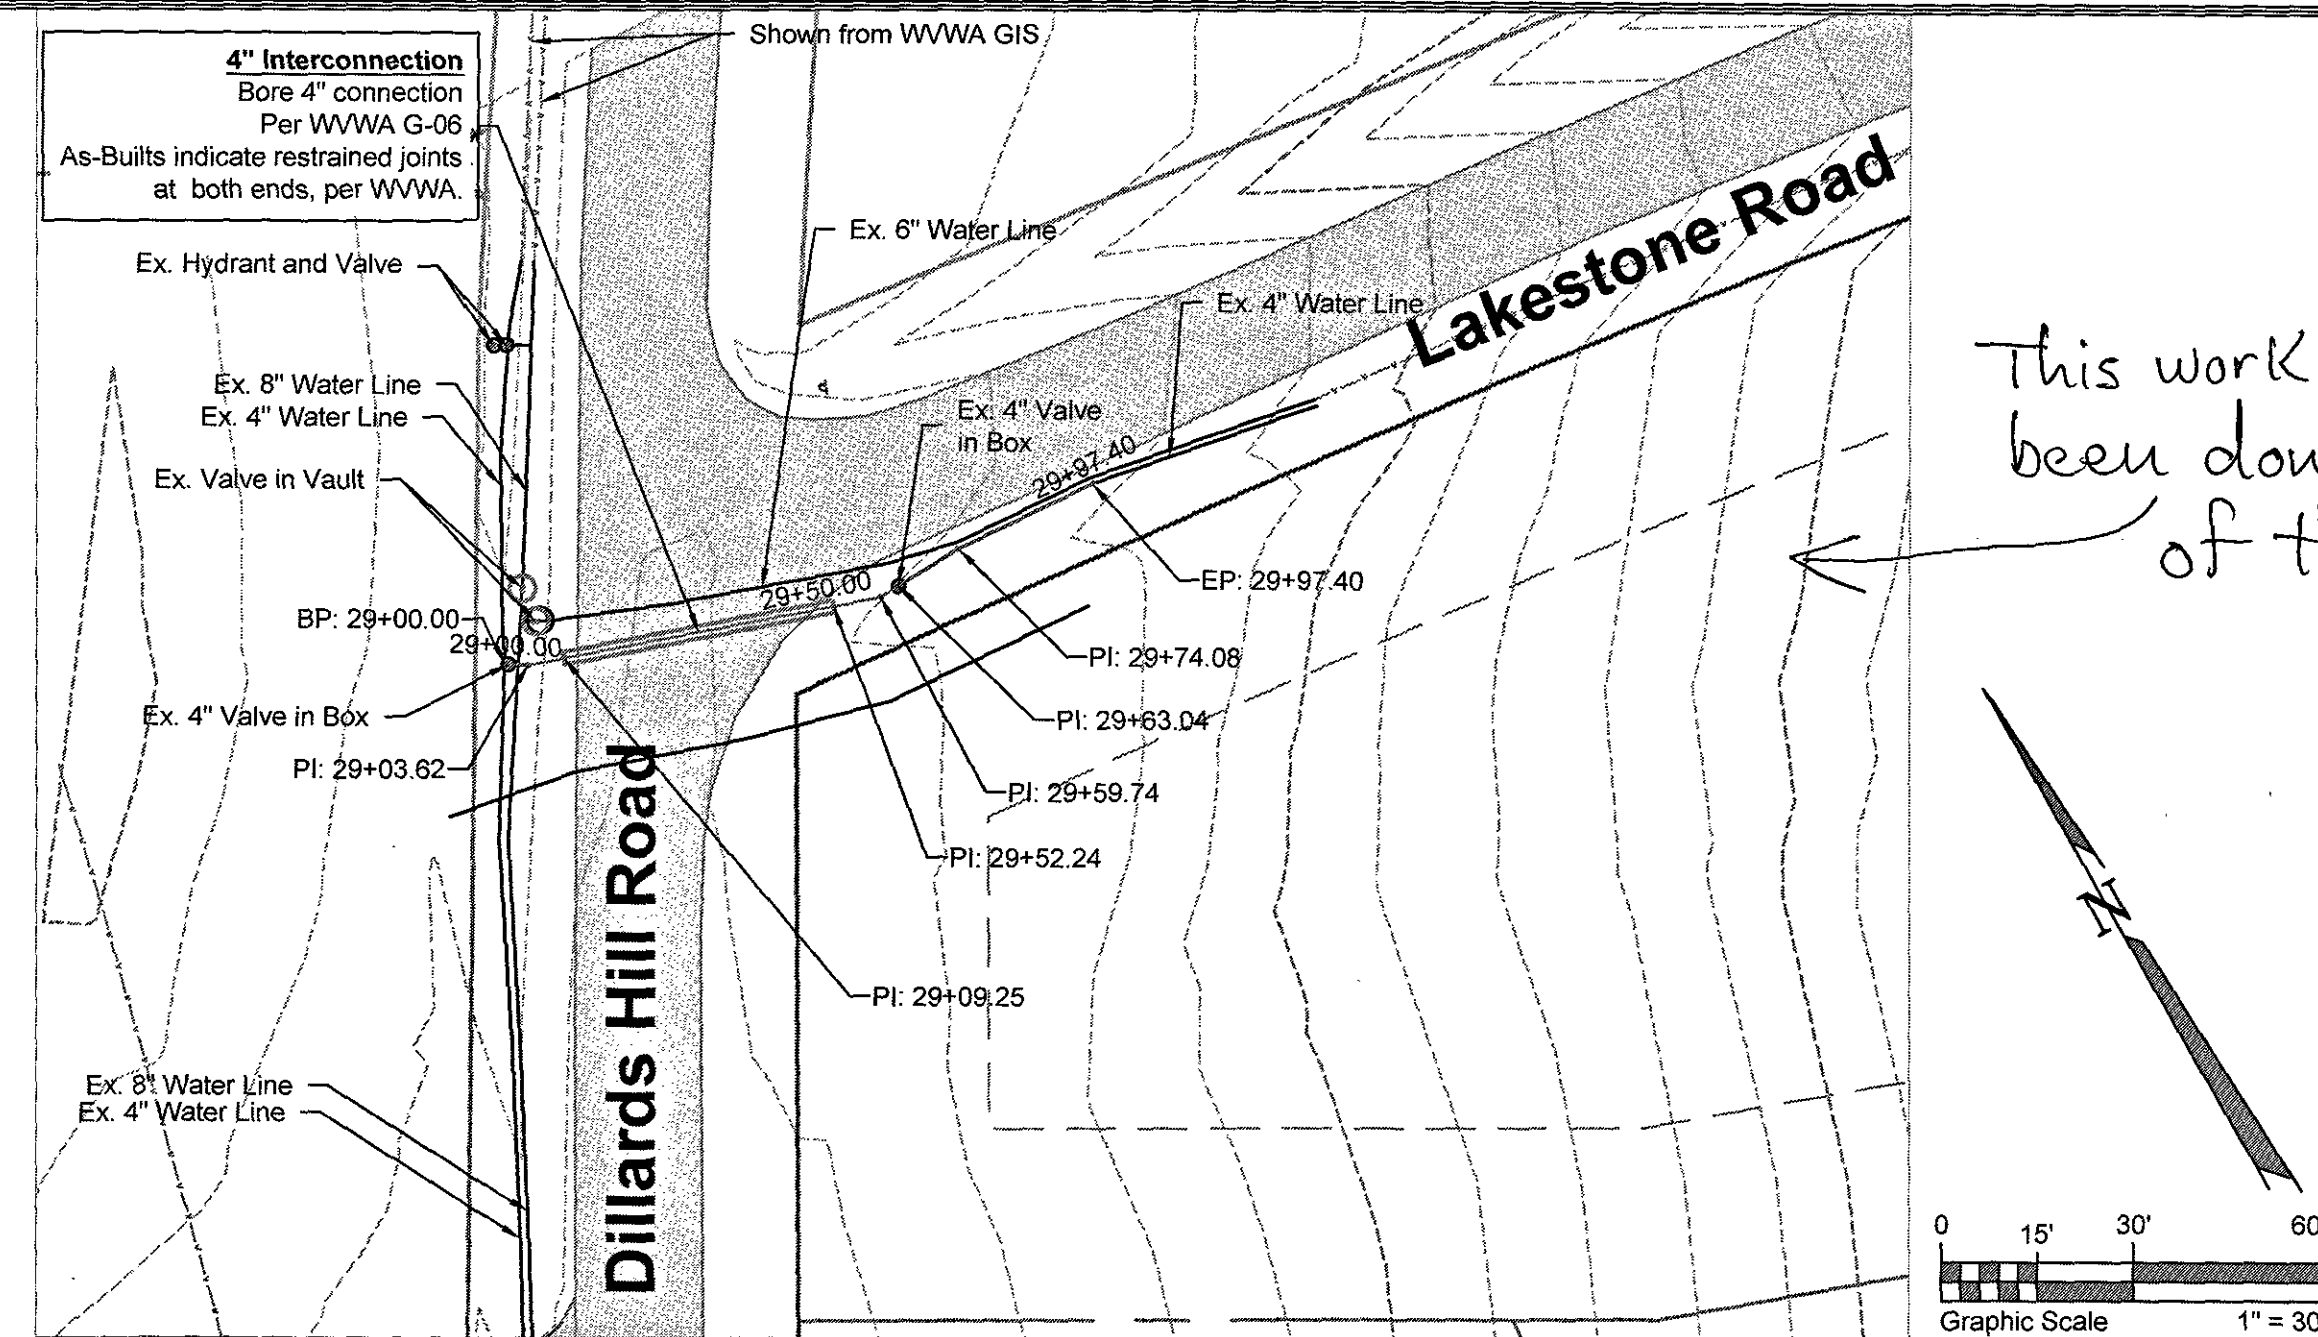 Shown from WVWA GIS
4" Interconnection
Bore 4" connection
Per WVWA G-06
As-Builts indicate restrained joints
at both ends, per WVWA.
Ex. 6" Water Line
Ex. Hydrant and Valve
Ex. 4" Water Line
Lakestone Road
This work
been
of
Ex. 8" Water Line
Ex. 4" Water Line
Ex. 4" Valve
in Box
29+97.40
Ex. Valve in Vault
EP: 29+97.40
29+50.00
BP: 29+00.00
29+00.00
PI: 29+74.08
Ex. 4" Valve in Box
PI: 29+63.04
PI: 29+03.62
PI: 29+59.74
PI: 29+52.24
Dillards Hill Road
PI: 29+09.25
N
Ex. 8" Water Line
Ex. 4" Water Line
0 15' 30' 60
Graphic Scale 1" = 30